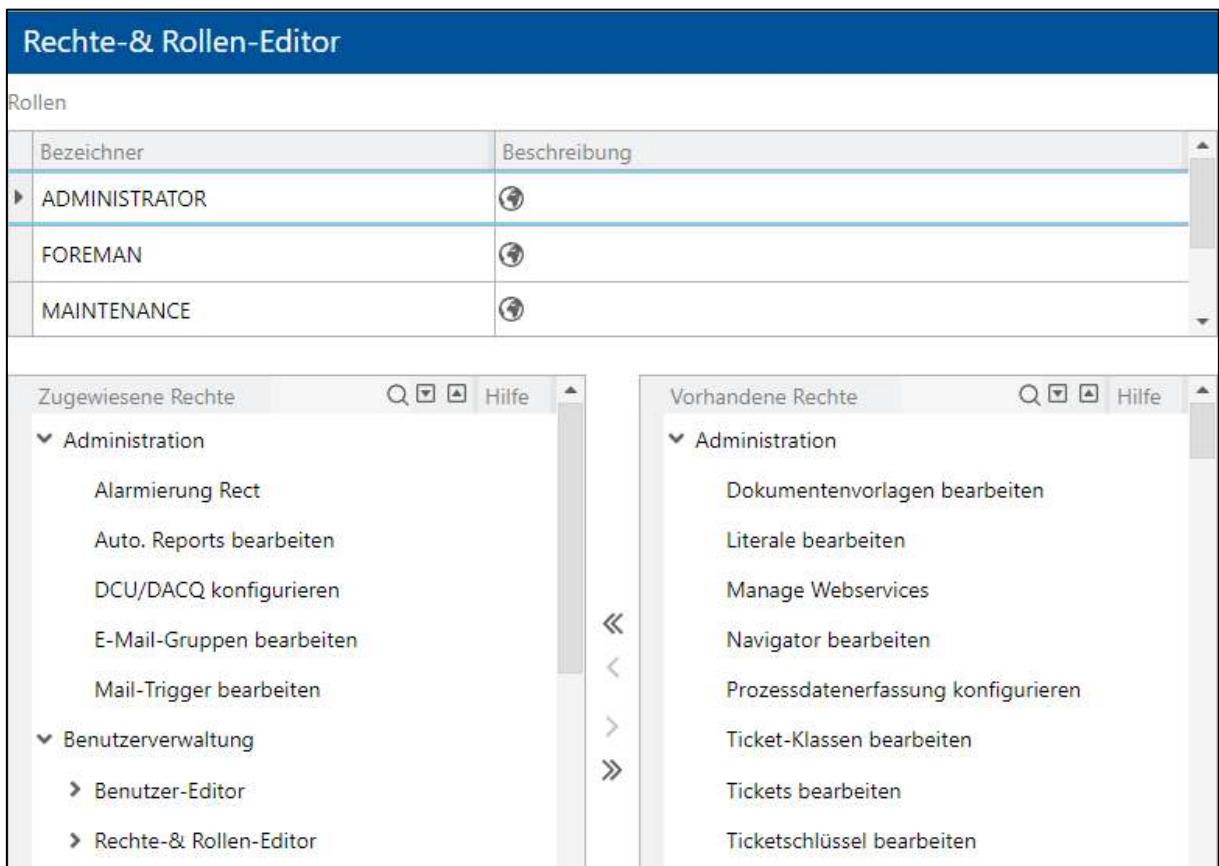 Rechte-& Rollen-Editor
Rollen
Bezeichner Beschreibung
ADMINISTRATOR
FOREMAN
MAINTENANCE
Zugewiesene Rechte Hilfe
Administration
Alarmierung Rect
Auto. Reports bearbeiten
DCU/DACQ konfigurieren
E-Mail-Gruppen bearbeiten
Mail-Trigger bearbeiten
Benutzerverwaltung
Benutzer-Editor
Rechte-& Rollen-Editor
Vorhandene Rechte Hilfe
Administration
Dokumentenvorlagen bearbeiten
Literale bearbeiten
Manage Webservices
Navigator bearbeiten
Prozessdatenerfassung konfigurieren
Ticket-Klassen bearbeiten
Tickets bearbeiten
Ticketschlüssel bearbeiten